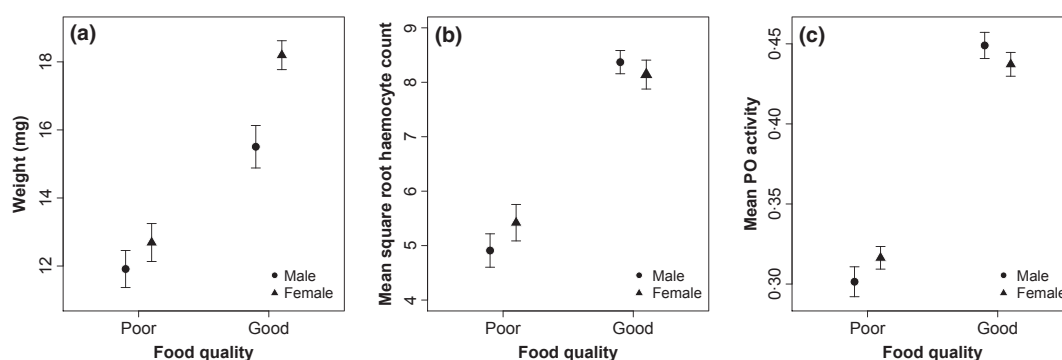 (a)
Weight (mg)
18
16
14
12
Male
Female
Poor
Good
Food quality
(b)
Mean square root haemocyte count
9
8
7
6
5
4
Male
Female
Poor
Good
Food quality
(c)
Mean PO activity
0·45
0·40
0·35
0·30
Male
Female
Poor
Good
Food quality